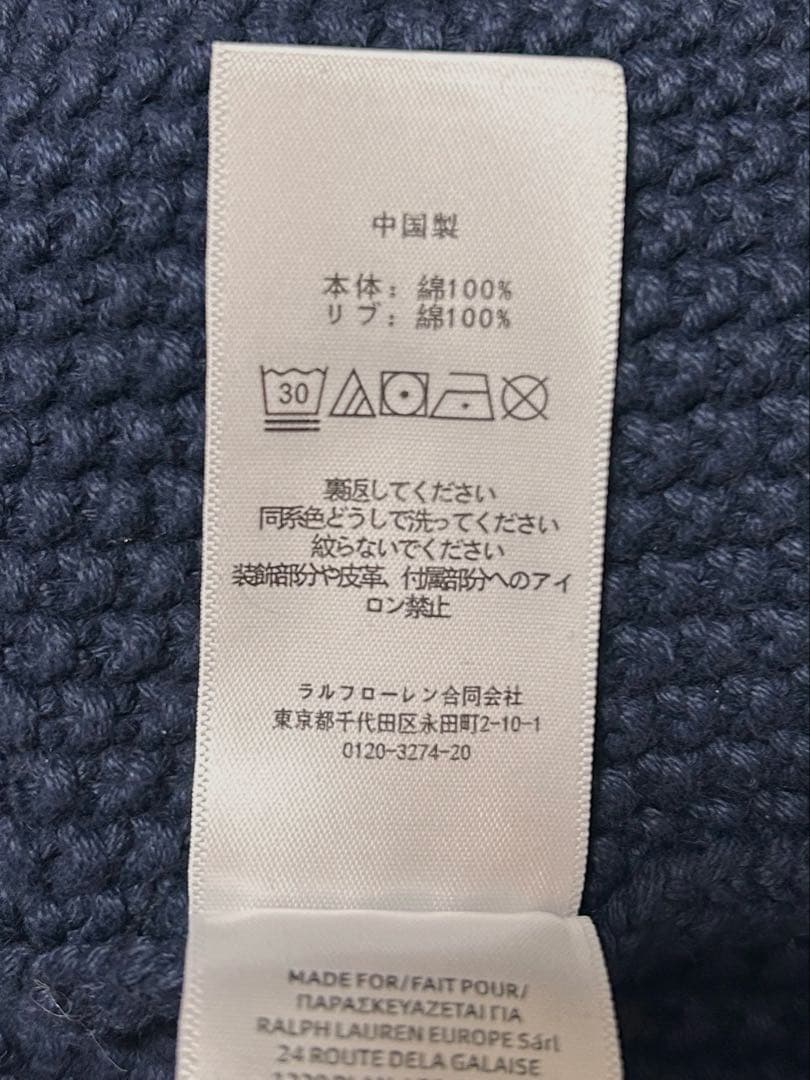 中国製
本体: 綿100%
リブ: 綿100%
30
裏返してください
同系色どうしで洗ってください
絞らないでください
装飾部分や皮革、付属部分へのアイ
ロン禁止
ラルフローレン合同会社
東京都千代田区永田町2-10-1
0120-3274-20
MADE FOR/FAIT POUR/
ΠΑΡΑΣΚΕΥΑΖΕΤΑΙ ΓΙΑ
RALPH LAUREN EUROPE Sárl
24 ROUTE DELA GALAISE